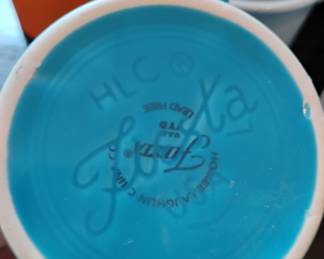 HLC ®
Fiesta
HOMER LAUGHLIN CHINA CO
Fiesta ®
LEAD FREE